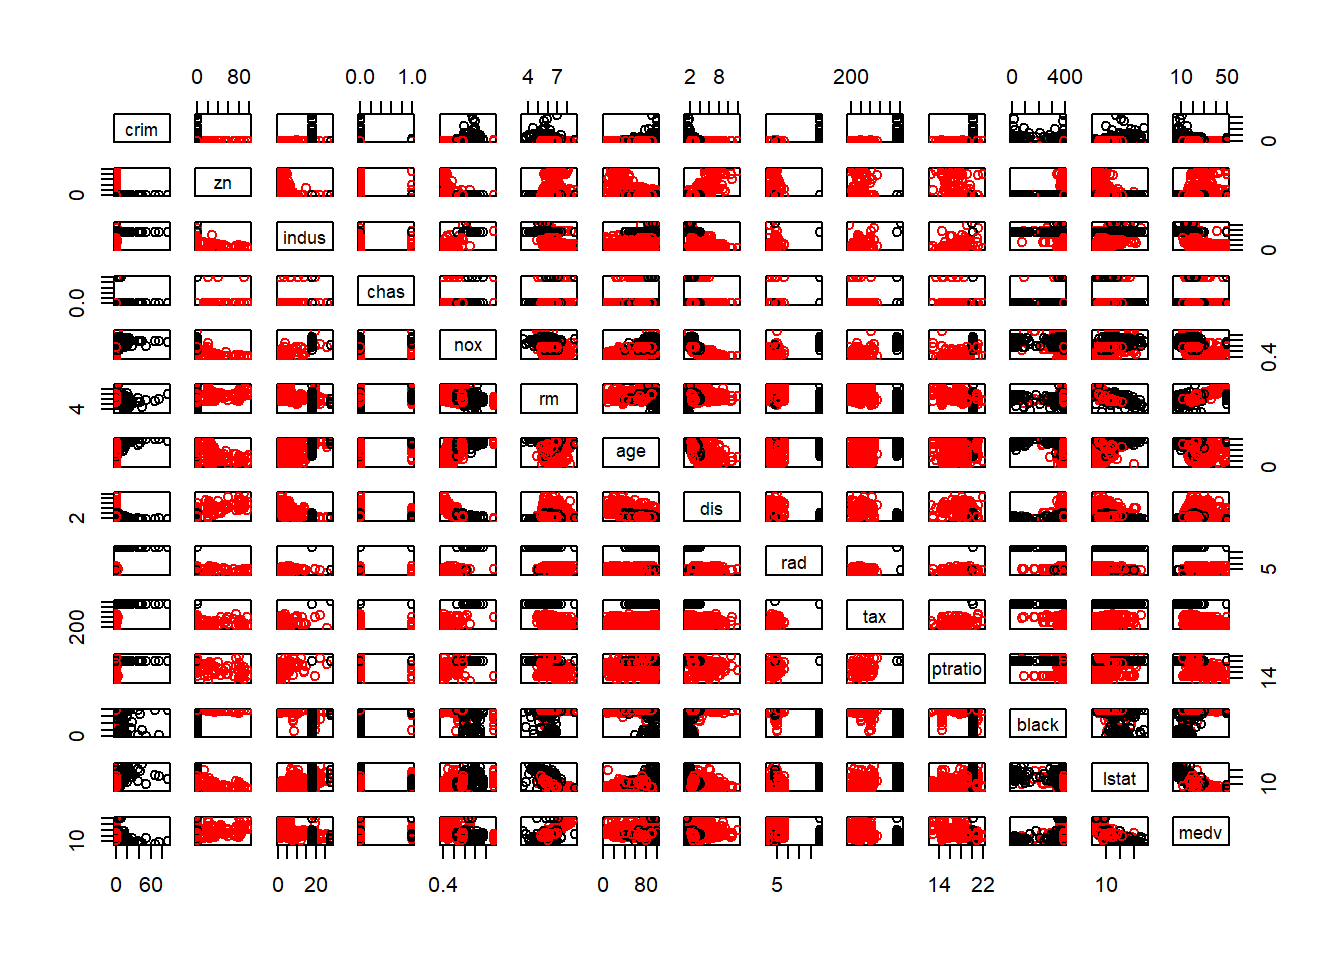 0 80 0.0 1.0 4 7 2 8 200 0 400 10 50
crim 0
0 zn
indus 0
0.0 chas
nox 0.4
4 rm
age 0
2 dis
rad 5
200 tax
ptratio 14
0 black
lstat 10
10 medv
0 60 0 20 0.4 0 80 5 14 22 10